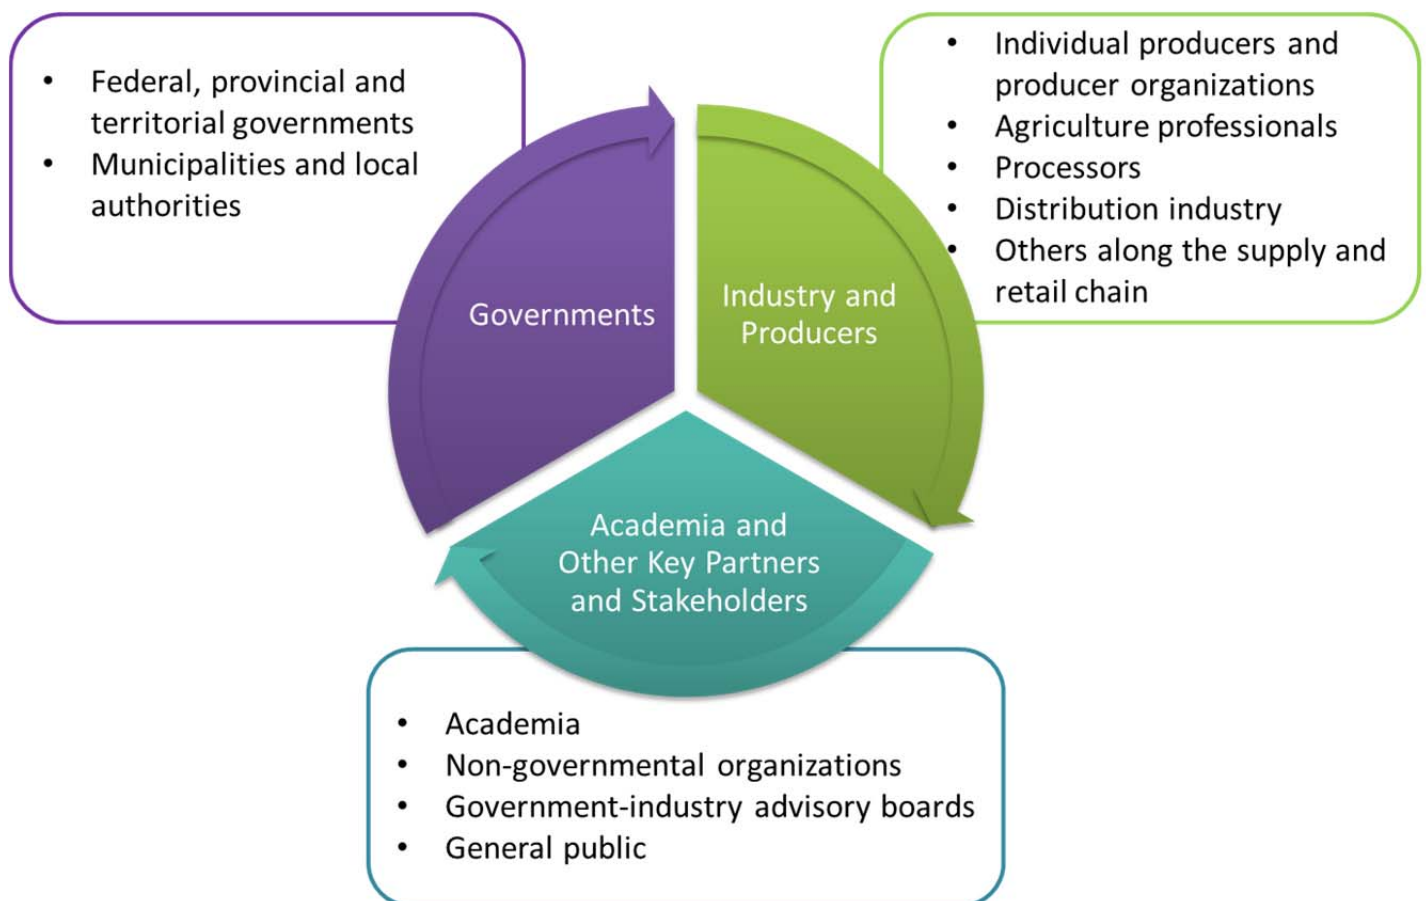 • Federal, provincial and
territorial governments
• Municipalities and local
authorities
• Individual producers and
producer organizations
• Agriculture professionals
• Processors
• Distribution industry
• Others along the supply and
retail chain
Governments
Industry and
Producers
Academia and
Other Key Partners
and Stakeholders
• Academia
• Non-governmental organizations
• Government-industry advisory boards
• General public